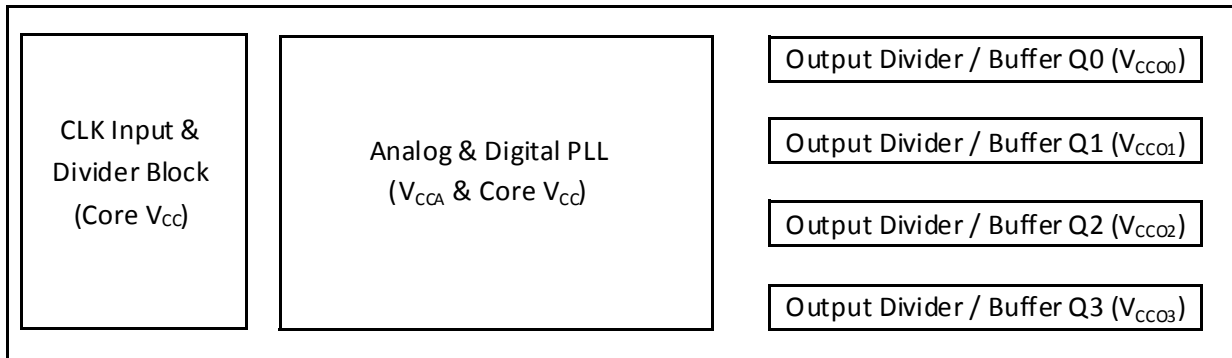 CLK Input &
Divider Block
(Core VCC)
Analog & Digital PLL
(VCCA & Core VCC)
Output Divider / Buffer Q0 (VCCO0)
Output Divider / Buffer Q1 (VCCO1)
Output Divider / Buffer Q2 (VCCO2)
Output Divider / Buffer Q3 (VCCO3)